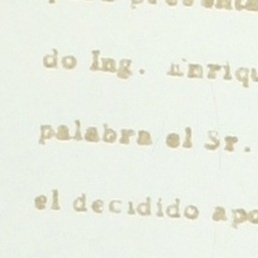 do Ing. Enriqu
palabra el Sr.
el decidido apo